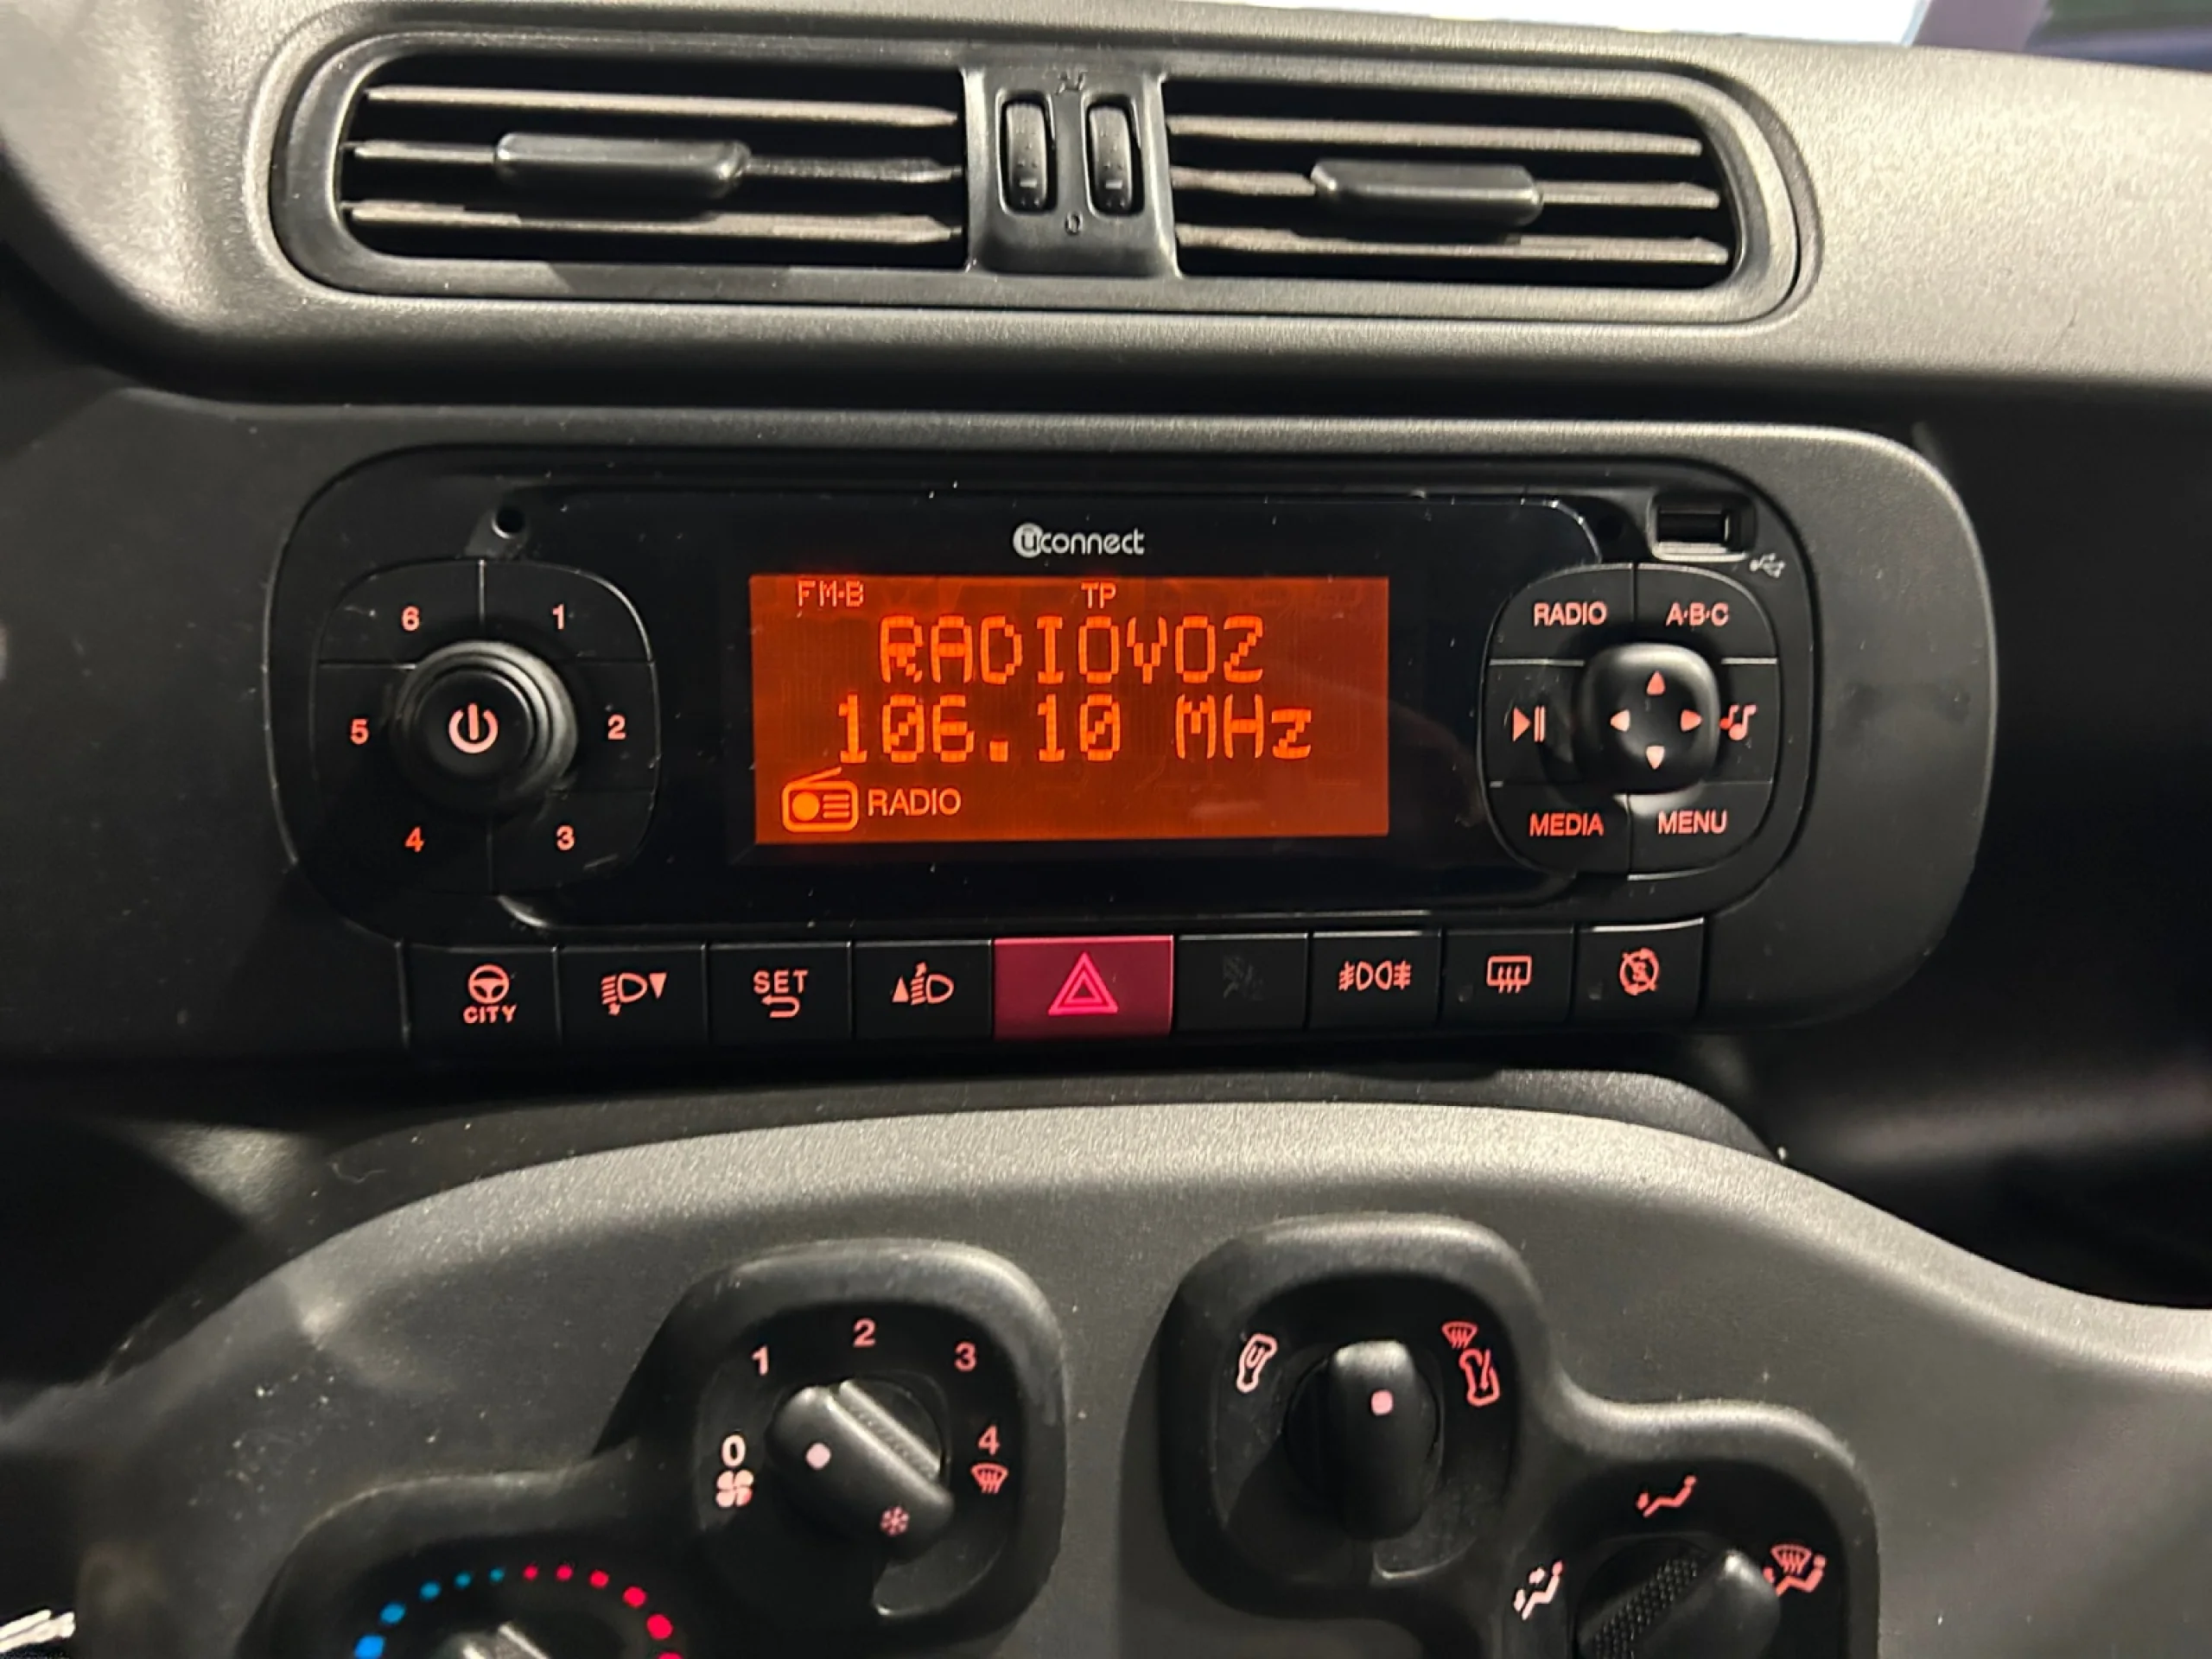 0
uconnect
FM-B TP
RADIOVOZ
106.10 MHz
RADIO
6 1
5 2
4 3
RADIO A·B·C
MEDIA MENU
CITY
SET
0 1 2 3 4